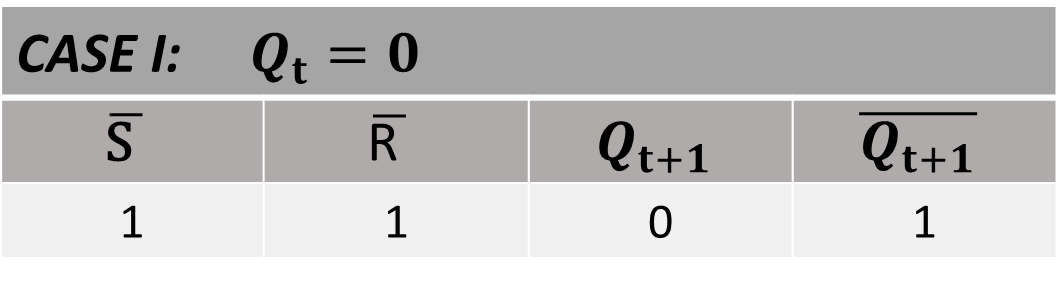 CASE I: Qt = 0
S̅ R̅ Qt+1 Q̅t̅+̅1̅
1 1 0 1